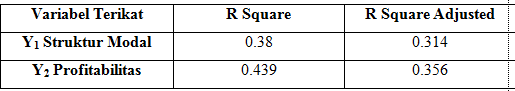 Variabel Terikat R Square R Square Adjusted
Y₁ Struktur Modal 0.38 0.314
Y₂ Profitabilitas 0.439 0.356